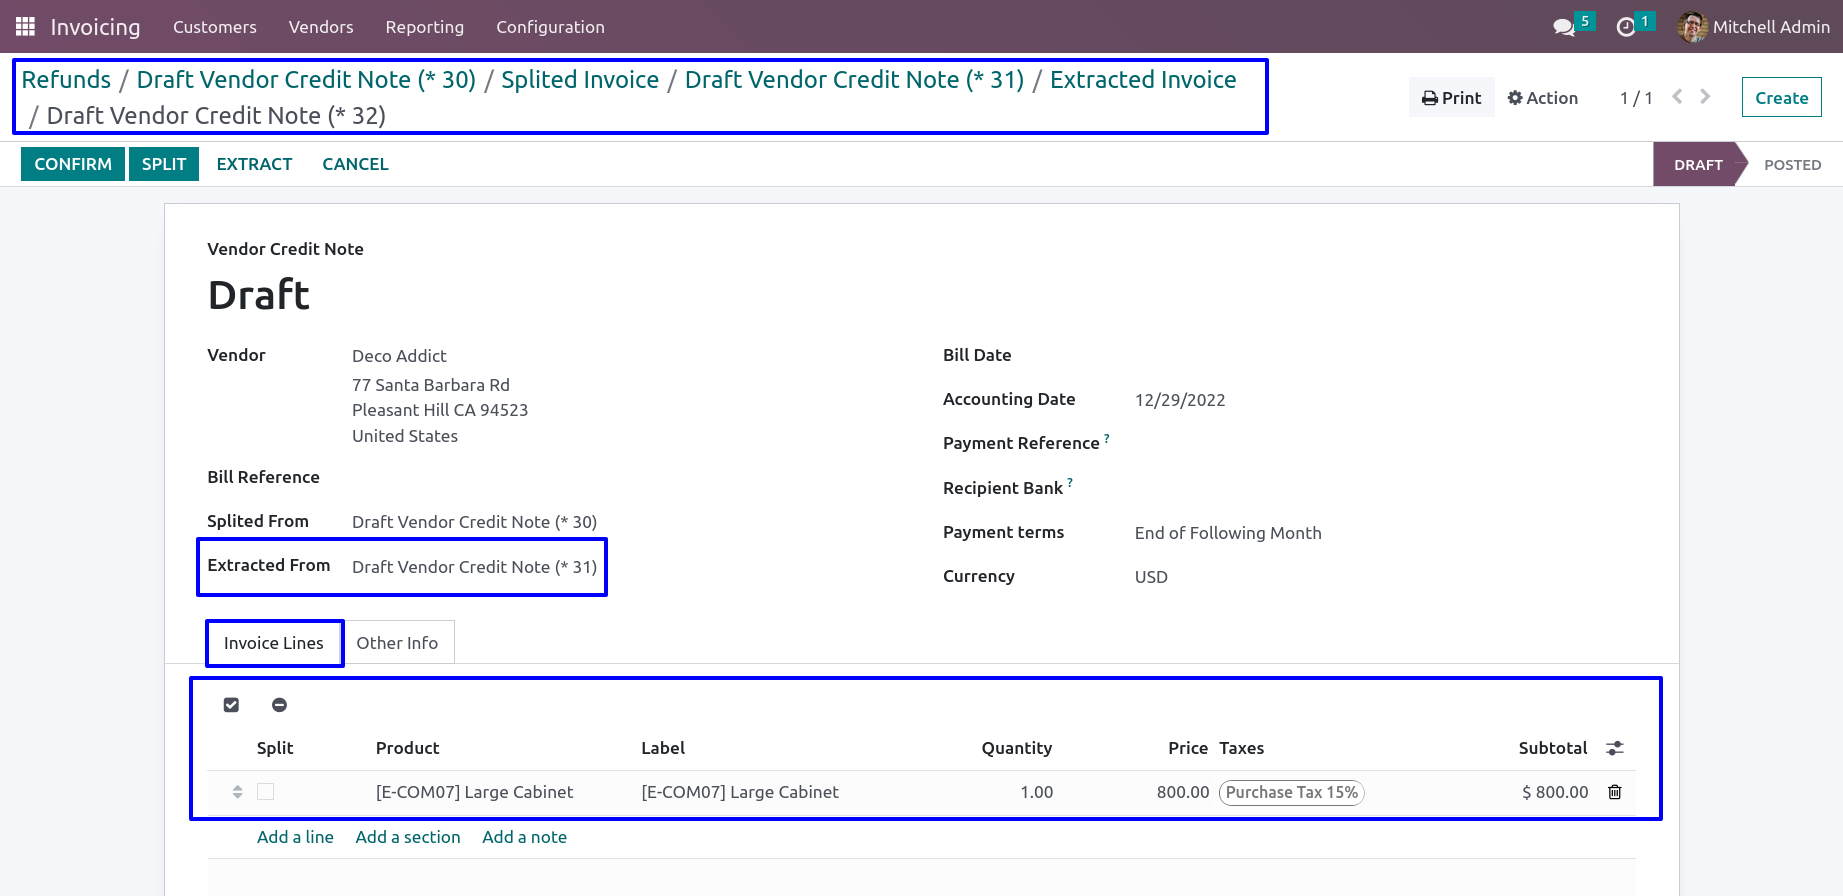 Invoicing Customers Vendors Reporting Configuration 5 1 Mitchell Admin
Refunds / Draft Vendor Credit Note (* 30) / Splited Invoice / Draft Vendor Credit Note (* 31) / Extracted Invoice
/ Draft Vendor Credit Note (* 32)
Print Action 1 / 1 Create
CONFIRM SPLIT EXTRACT CANCEL DRAFT POSTED
Vendor Credit Note
Draft
Vendor Deco Addict
77 Santa Barbara Rd
Pleasant Hill CA 94523
United States
Bill Reference
Splited From Draft Vendor Credit Note (* 30)
Extracted From Draft Vendor Credit Note (* 31)
Bill Date
Accounting Date 12/29/2022
Payment Reference ?
Recipient Bank ?
Payment terms End of Following Month
Currency USD
Invoice Lines Other Info
Split Product Label Quantity Price Taxes Subtotal
[E-COM07] Large Cabinet [E-COM07] Large Cabinet 1.00 800.00 Purchase Tax 15% $ 800.00
Add a line Add a section Add a note